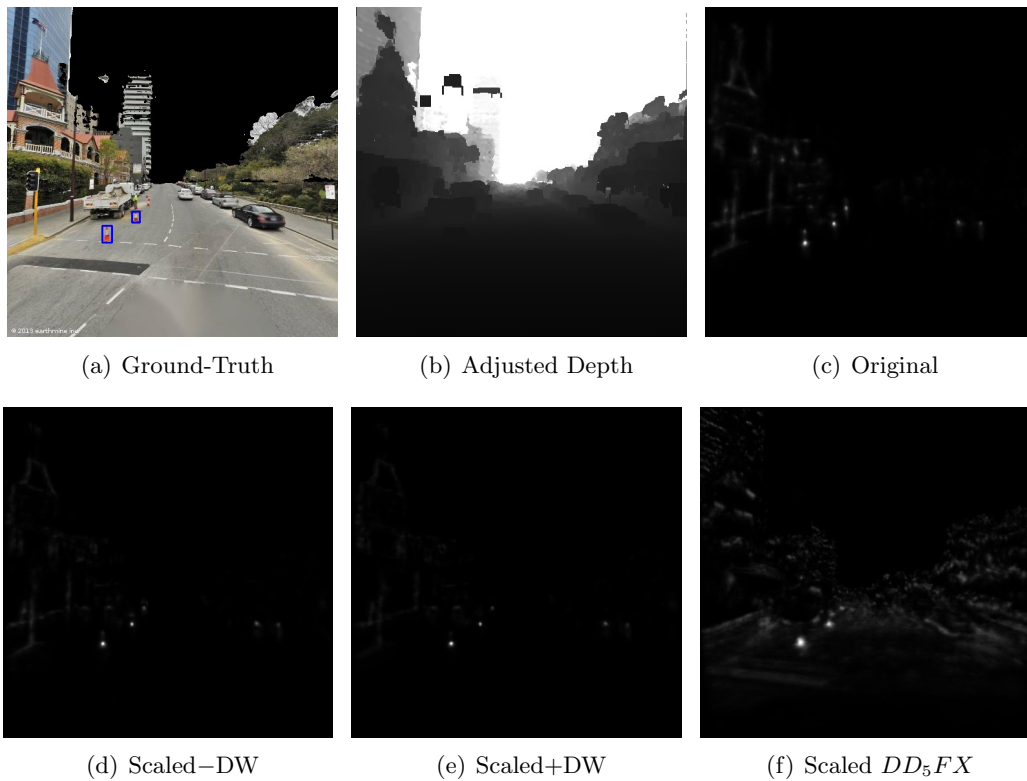 © 2013 earthmine inc
(a) Ground-Truth
(b) Adjusted Depth
(c) Original
(d) Scaled−DW
(e) Scaled+DW
(f) Scaled DD₅FX